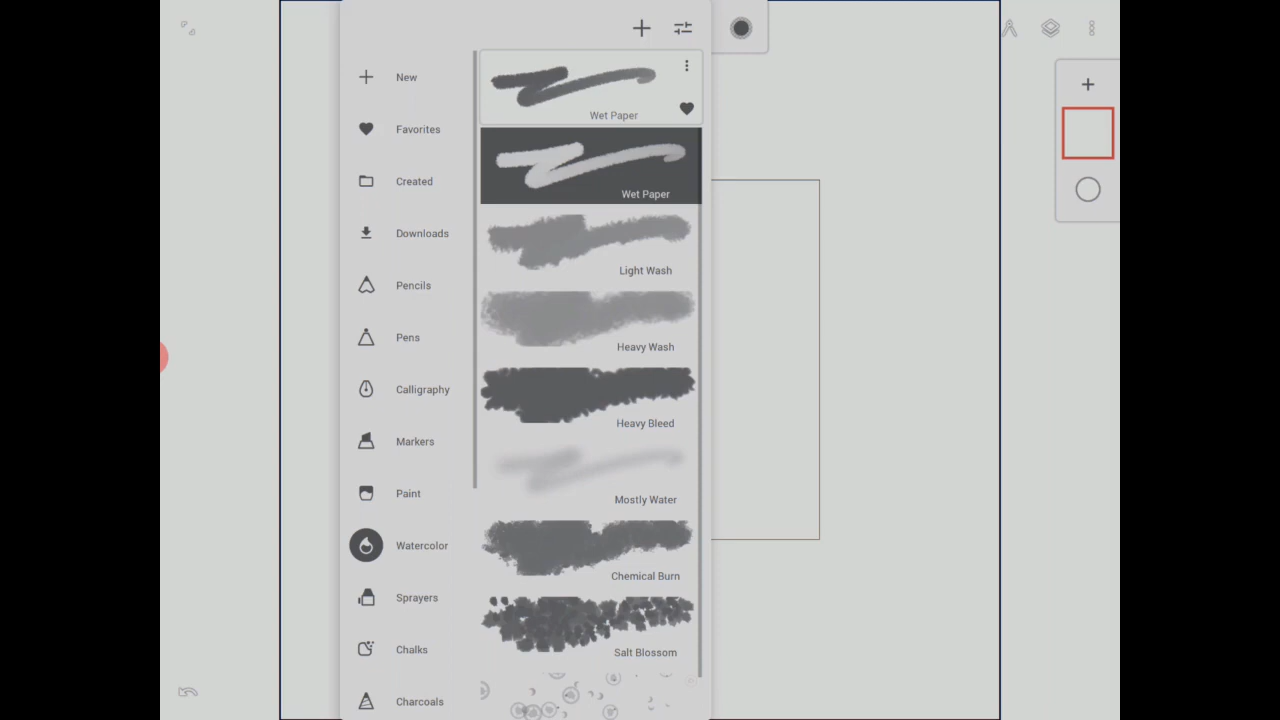 New
Favorites
Created
Downloads
Pencils
Pens
Calligraphy
Markers
Paint
Watercolor
Sprayers
Chalks
Charcoals
Wet Paper
Wet Paper
Light Wash
Heavy Wash
Heavy Bleed
Mostly Water
Chemical Burn
Salt Blossom